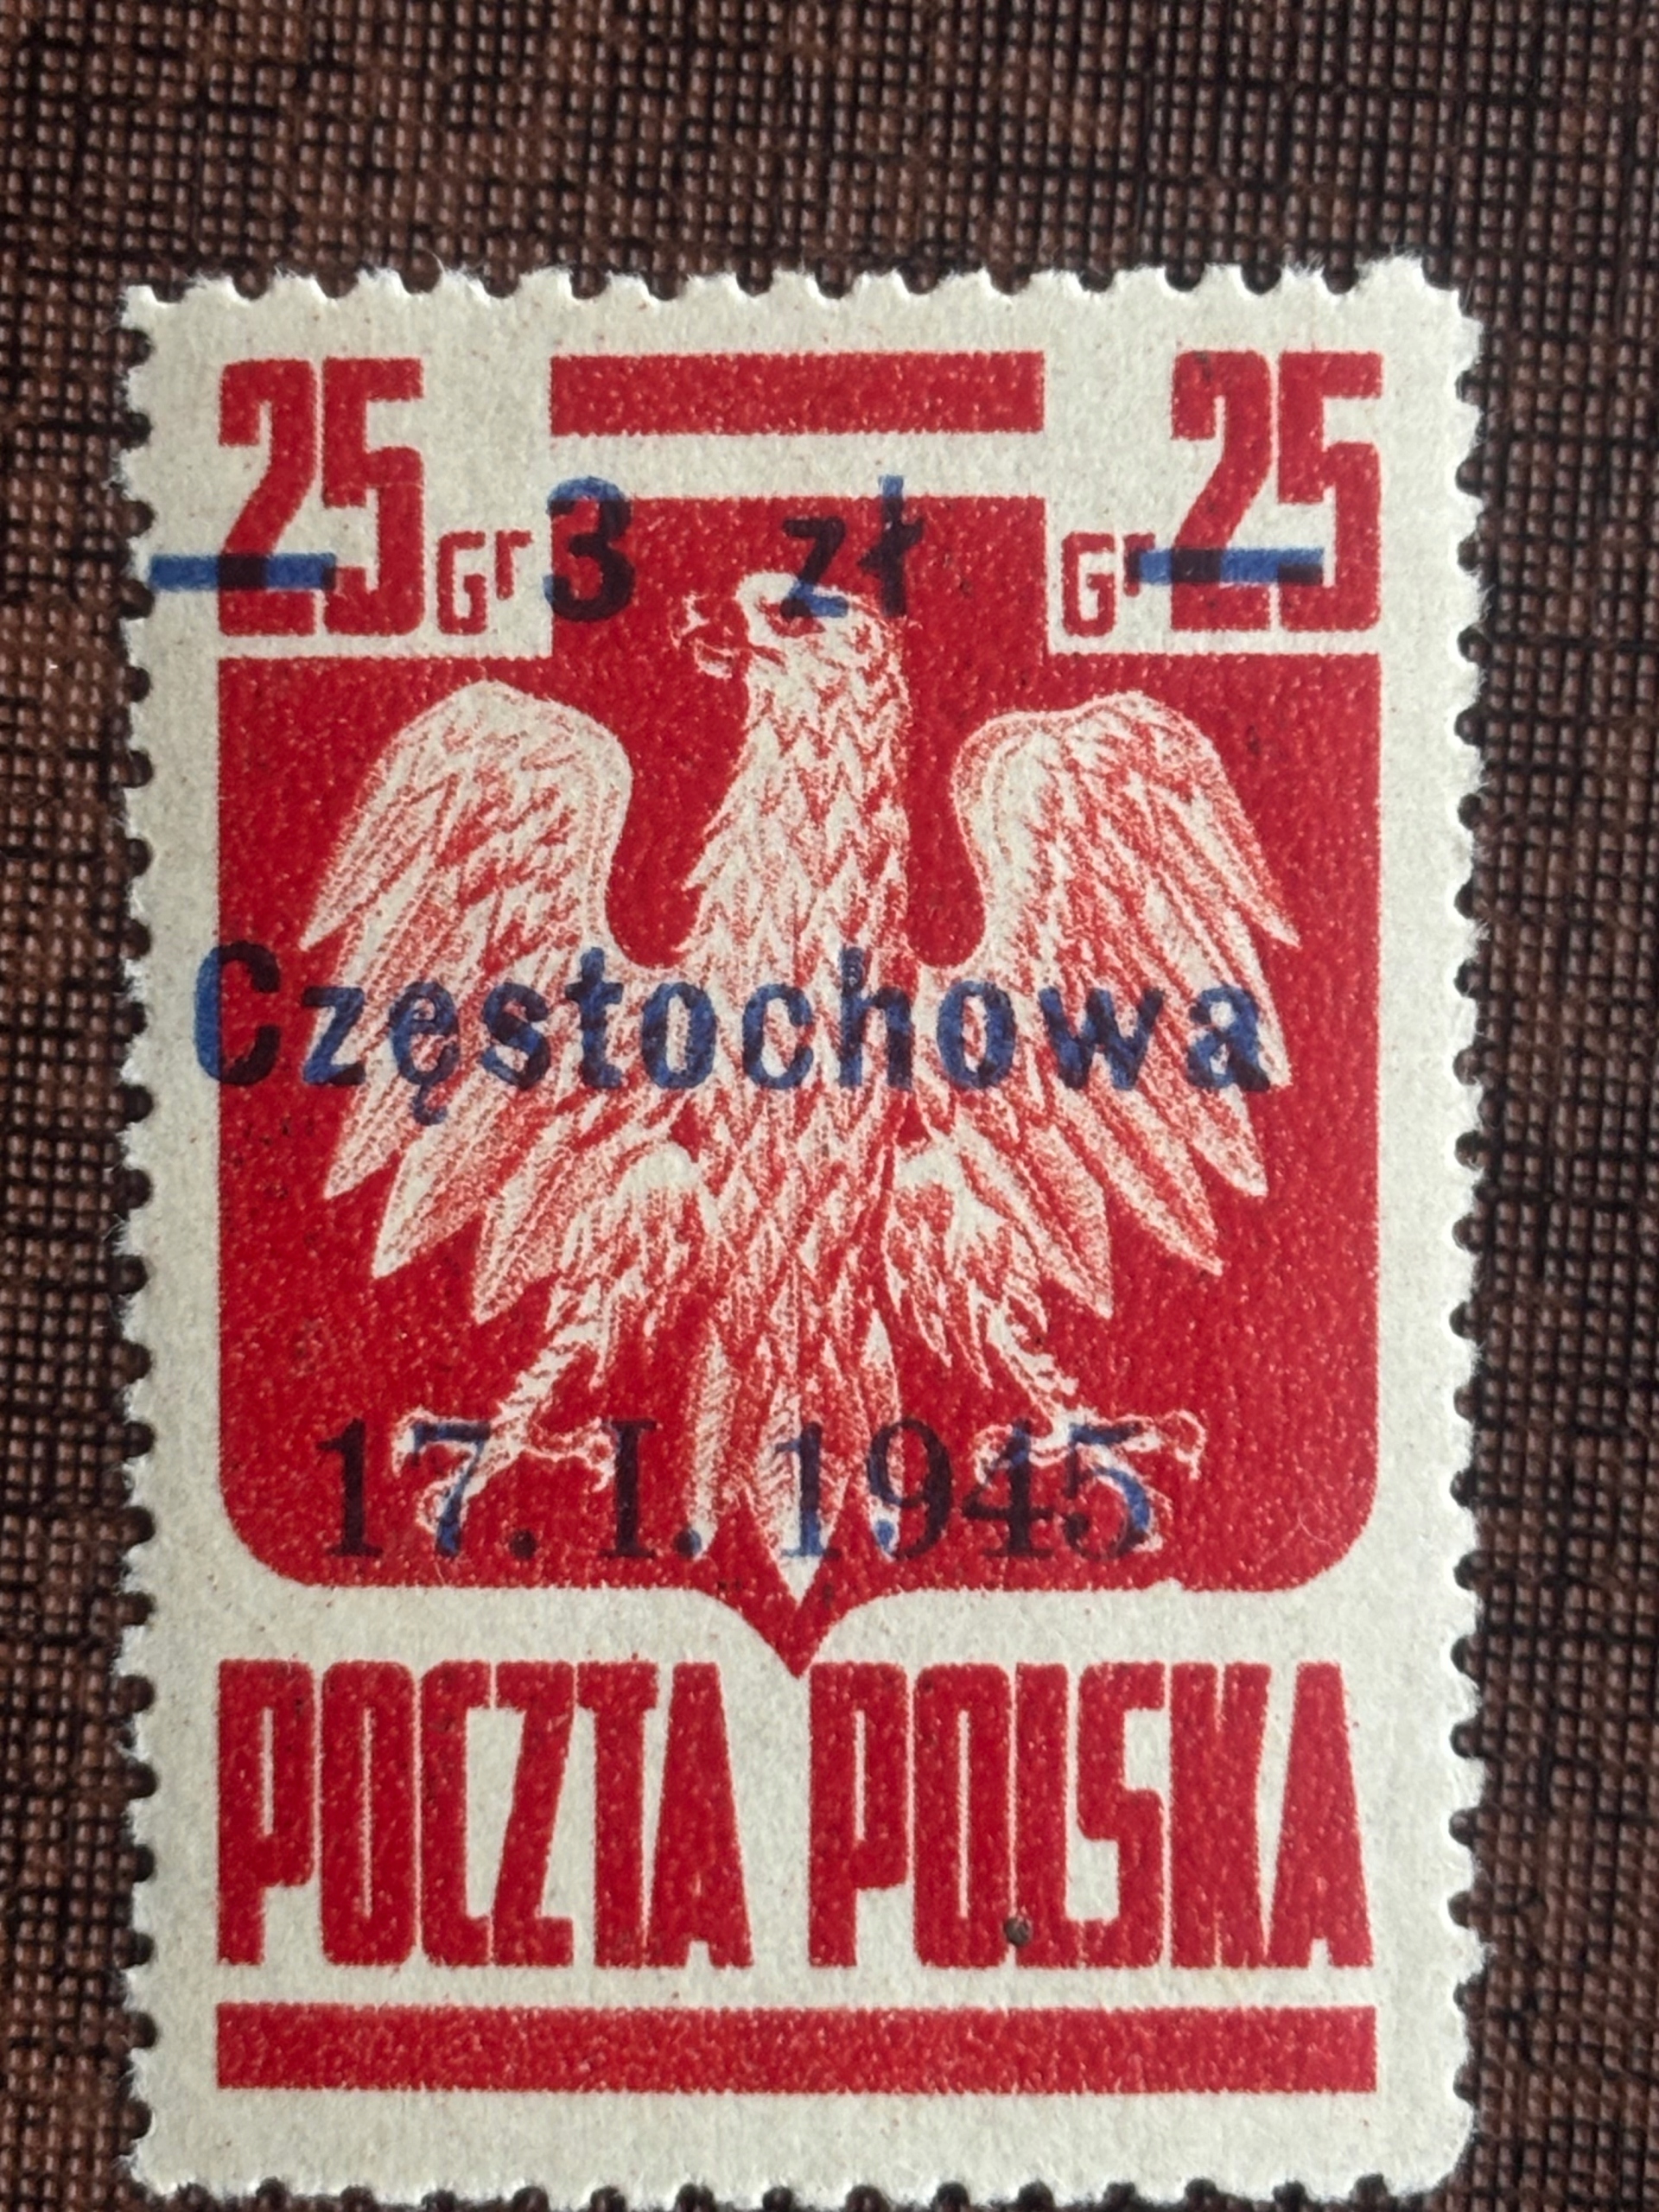 25 Gr Gr 25
3 zł
Częstochowa
17. I. 1945
POCZTA POLSKA